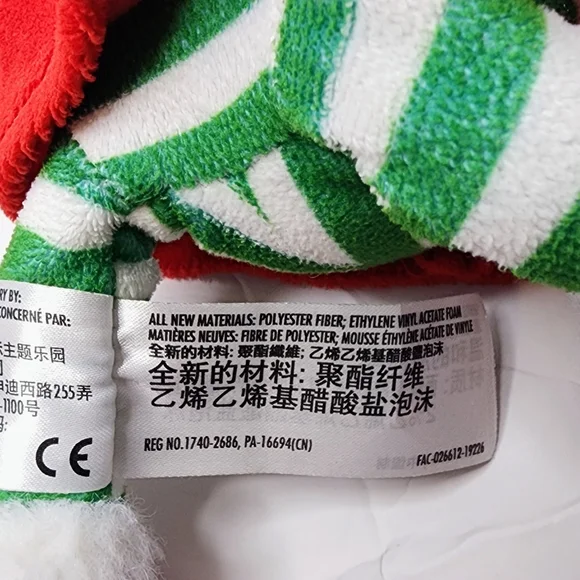 RY BY:
CONCERNÉ PAR:
际主题乐园
司
申迪西路255弄
-1100号
码:
CE
ALL NEW MATERIALS: POLYESTER FIBER; ETHYLENE VINYL ACETATE FOAM
MATIÈRES NEUVES: FIBRE DE POLYESTER; MOUSSE ÉTHYLÈNE ACÉTATE DE VINYLE
全新的材料: 聚酯纖維; 乙烯乙烯基醋酸鹽泡沫
全新的材料: 聚酯纤维
乙烯乙烯基醋酸盐泡沫
REG NO.1740-2686, PA-16694(CN)
FAC-026612-19226